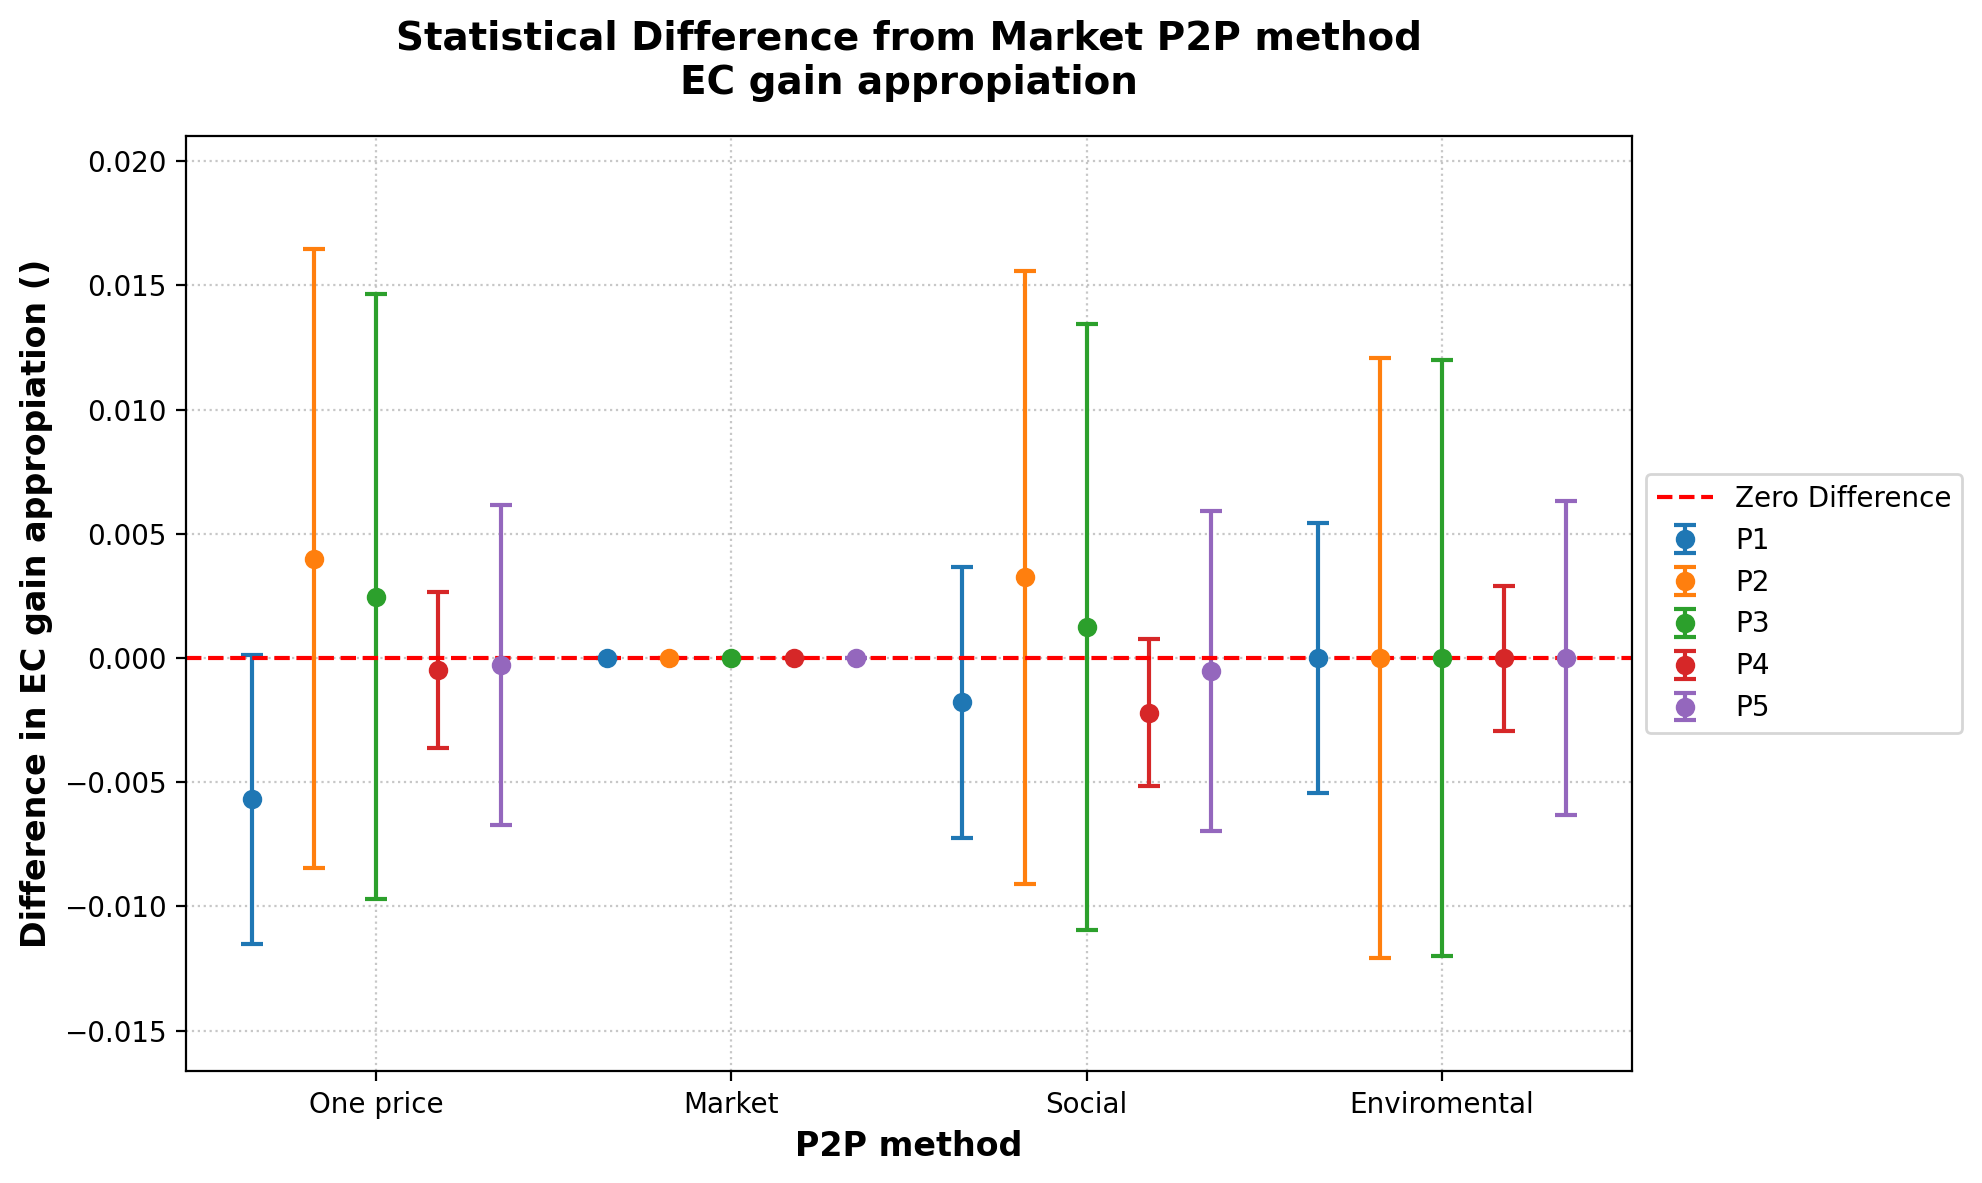 Statistical Difference from Market P2P method
EC gain appropiation
Difference in EC gain appropiation ()
0.020
0.015
0.010
0.005
0.000
−0.005
−0.010
−0.015
One price
Market
Social
Enviromental
P2P method
Zero Difference
P1
P2
P3
P4
P5